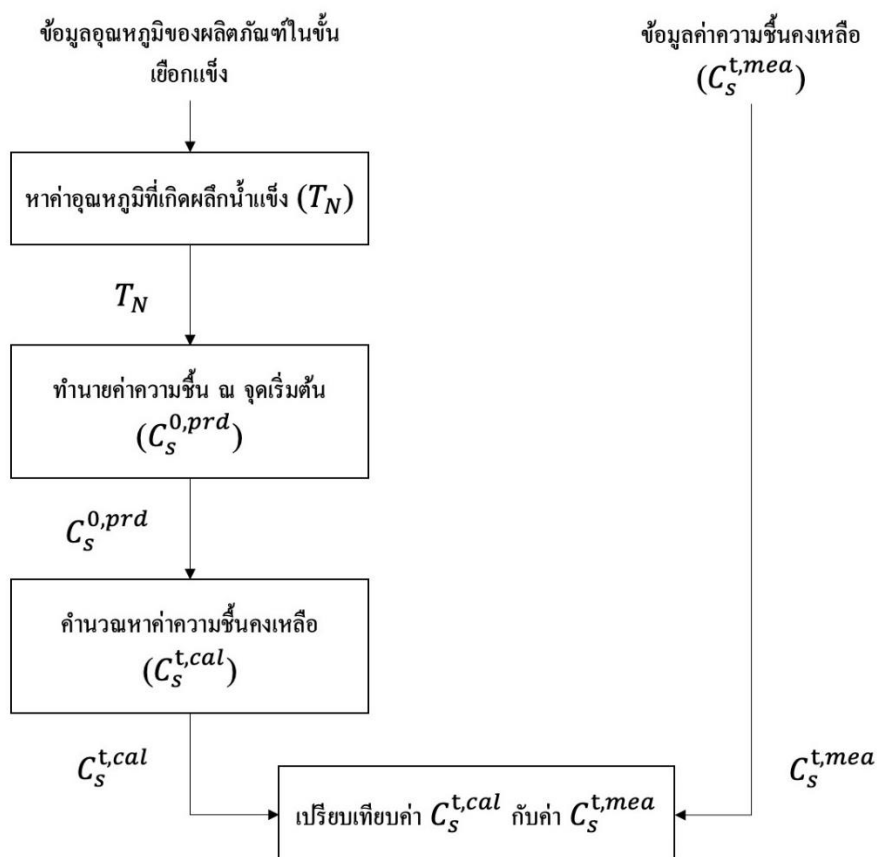 ข้อมูลอุณหภูมิของผลิตภัณฑ์ในขั้น
เยือกแข็ง
ข้อมูลค่าความชื้นคงเหลือ
($C_s^{t,mea}$)
หาค่าอุณหภูมิที่เกิดผลึกน้ำแข็ง ($T_N$)
$T_N$
ทำนายค่าความชื้น ณ จุดเริ่มต้น
($C_s^{0,prd}$)
$C_s^{0,prd}$
คำนวณหาค่าความชื้นคงเหลือ
($C_s^{t,cal}$)
$C_s^{t,cal}$
$C_s^{t,mea}$
เปรียบเทียบค่า $C_s^{t,cal}$ กับค่า $C_s^{t,mea}$